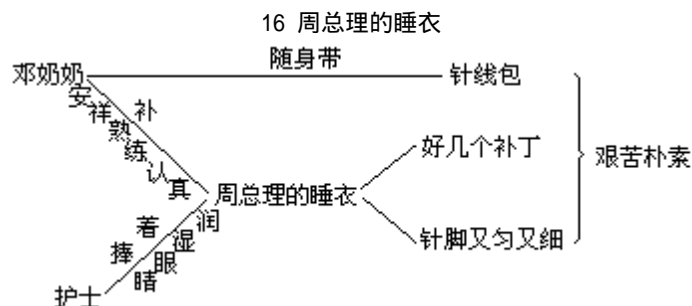 16 周总理的睡衣
邓奶奶
随身带
针线包
安祥熟练认真
补
好几个补丁
艰苦朴素
周总理的睡衣
捧着
眼睛湿润
针脚又匀又细
护士